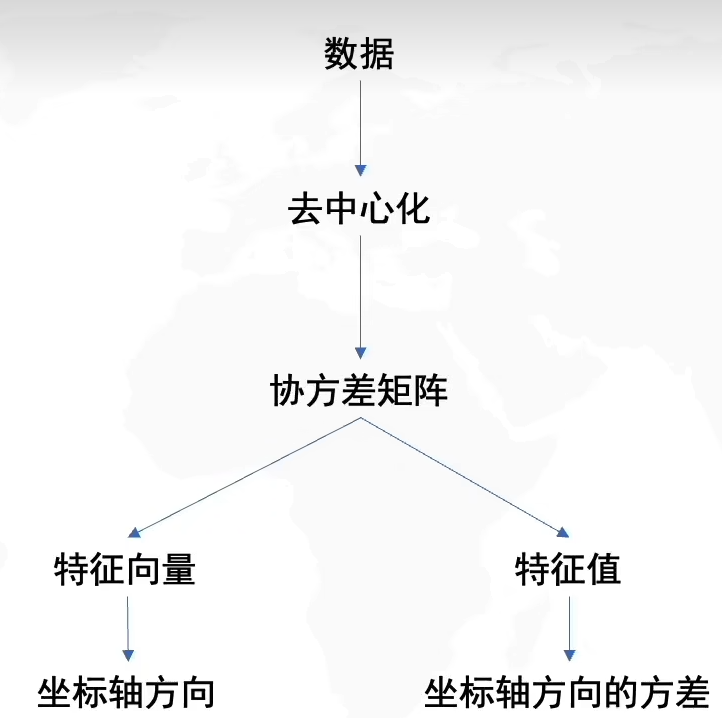 数据
去中心化
协方差矩阵
特征向量
特征值
坐标轴方向
坐标轴方向的方差